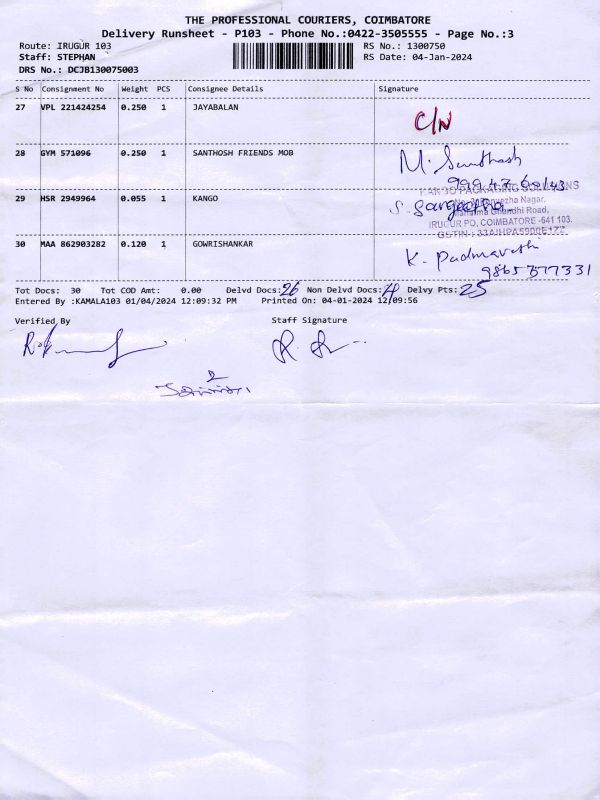 THE PROFESSIONAL COURIERS, COIMBATORE
Delivery Runsheet - P103 - Phone No.:0422-3505555 - Page No.:3
Route: IRUGUR 103
RS No.: 1300750
Staff: STEPHAN
RS Date: 04-Jan-2024
DRS No.: DCJB130075003
S No Consignment No Weight PCS Consignee Details Signature
27 VPL 221424254 0.250 1 JAYABALAN C/N
28 GYM 571096 0.250 1 SANTHOSH FRIENDS MOB M. Santhosh
29 HSR 2949964 0.055 1 KANGO S. Sangeetha
Mahatma Gandhi Road,
IRUGUR PO, COIMBATORE -641 103.
30 MAA 862903282 0.120 1 GOWRISHANKAR K. Padmavathi
Tot Docs: 30 Tot COD Amt: 0.00 Delvd Docs: 26 Non Delvd Docs: 4 Delvy Pts: 25
Entered By :KAMALA103 01/04/2024 12:09:32 PM Printed On: 04-01-2024 12:09:56
Verified By Staff Signature